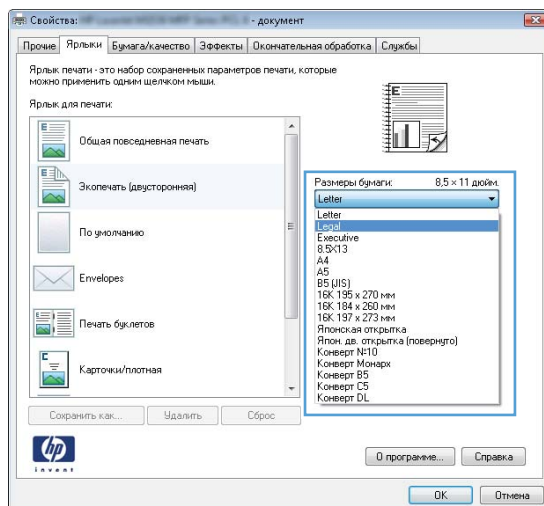 Свойства: - документ
Прочие Ярлыки Бумага/качество Эффекты Окончательная обработка Службы
Ярлык печати - это набор сохраненных параметров печати, которые
можно применить одним щелчком мыши.
Ярлык для печати:
Общая повседневная печать
Экопечать (двусторонняя)
По умолчанию
Envelopes
Печать буклетов
Карточки/плотная
Размеры бумаги: 8,5 × 11 дюйм.
Letter
Letter
Legal
Executive
8.5X13
A4
A5
B5 (JIS)
16K 195 x 270 мм
16K 184 x 260 мм
16K 197 x 273 мм
Японская открытка
Япон. дв. открытка (повернуто)
Конверт №10
Конверт Монарх
Конверт B5
Конверт C5
Конверт DL
Сохранить как... Удалить Сброс
hp
invent
О программе... Справка
OK Отмена